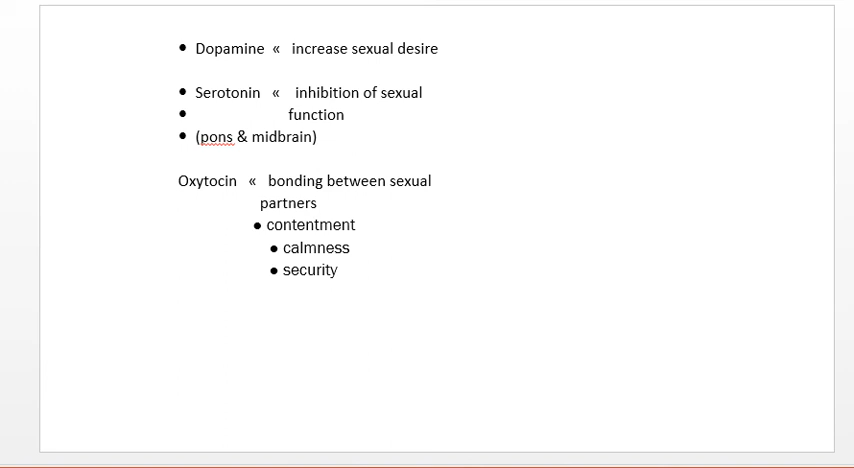 • Dopamine « increase sexual desire
• Serotonin « inhibition of sexual
• function
• (pons & midbrain)
Oxytocin « bonding between sexual
partners
• contentment
• calmness
• security